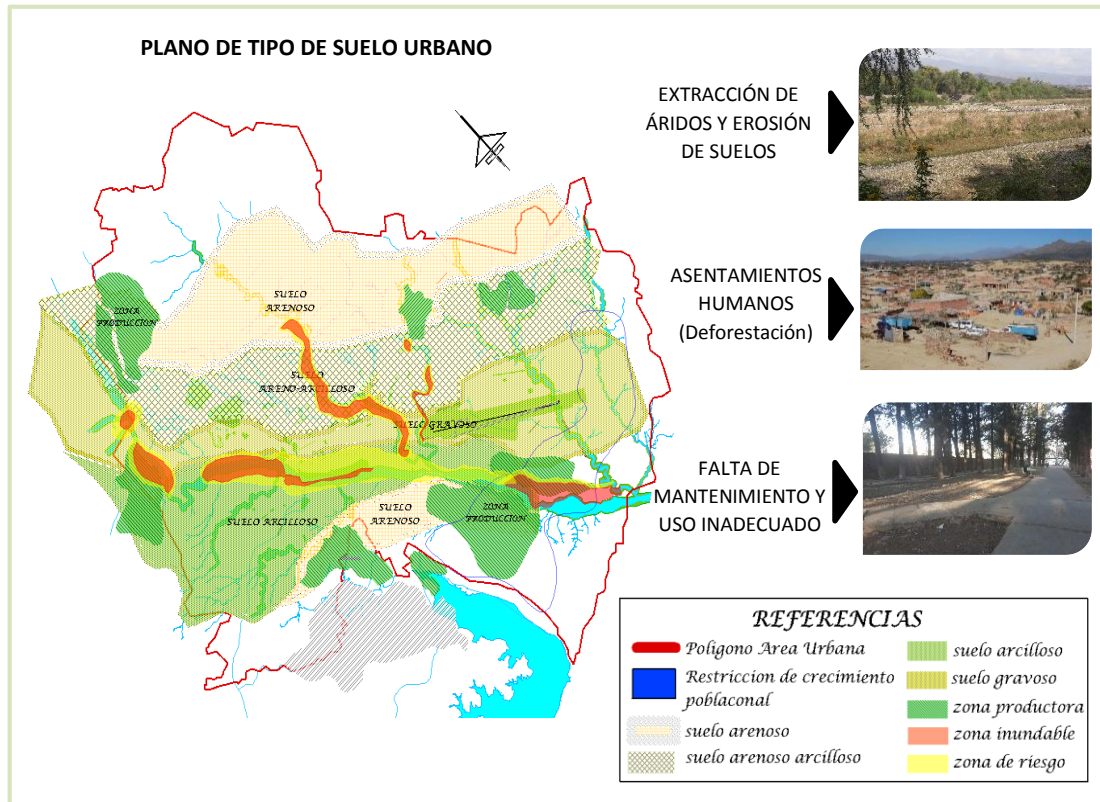 PLANO DE TIPO DE SUELO URBANO
EXTRACCIÓN DE
ÁRIDOS Y EROSIÓN
DE SUELOS
ASENTAMIENTOS
HUMANOS
(Deforestación)
FALTA DE
MANTENIMIENTO Y
USO INADECUADO
SUELO
ARENOSO
ZONA
PRODUCCION
SUELO
ARENO-ARCILLOSO
SUELO GRAVOSO
SUELO ARCILLOSO
SUELO
ARENOSO
ZONA
PRODUCCION
REFERENCIAS
Poligono Area Urbana
Restriccion de crecimiento
poblaconal
suelo arenoso
suelo arenoso arcilloso
suelo arcilloso
suelo gravoso
zona productora
zona inundable
zona de riesgo